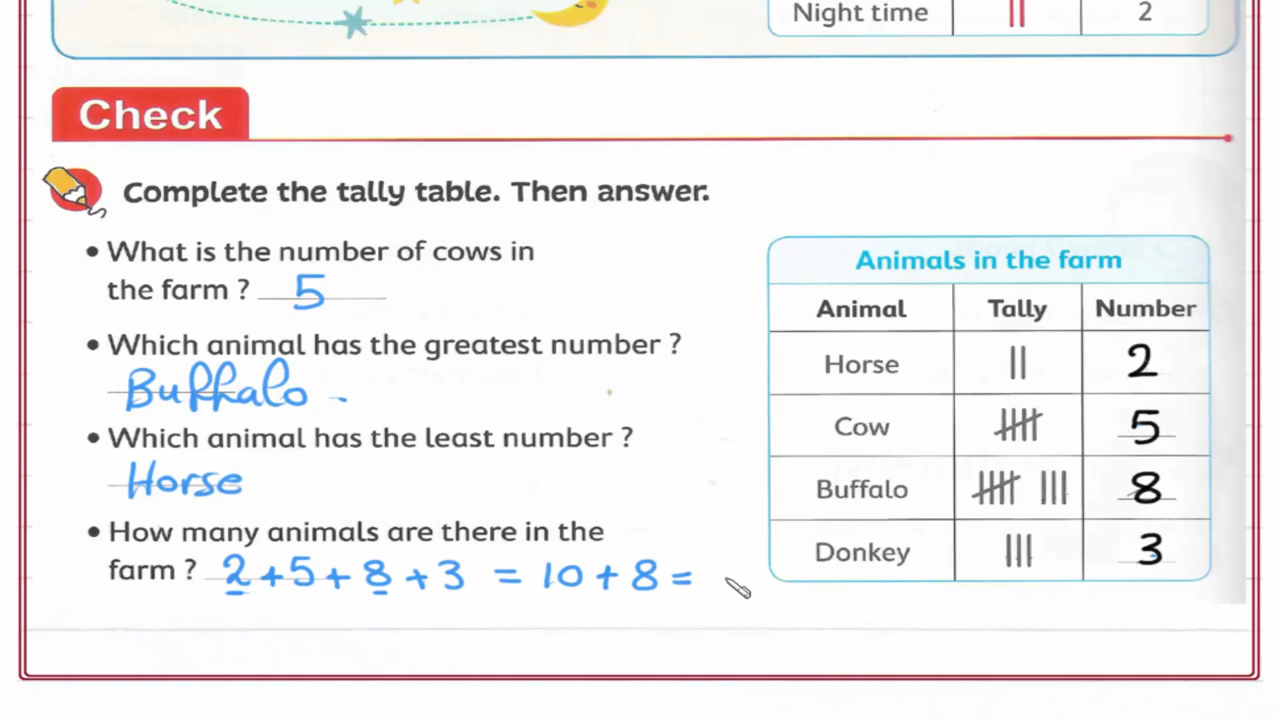 Night time 2
Check
Complete the tally table. Then answer.
• What is the number of cows in
the farm ? 5
• Which animal has the greatest number ?
Buffalo
• Which animal has the least number ?
Horse
• How many animals are there in the
farm ? 2 + 5 + 8 + 3 = 10 + 8 =
Animals in the farm
Animal Tally Number
Horse 2
Cow 5
Buffalo 8
Donkey 3